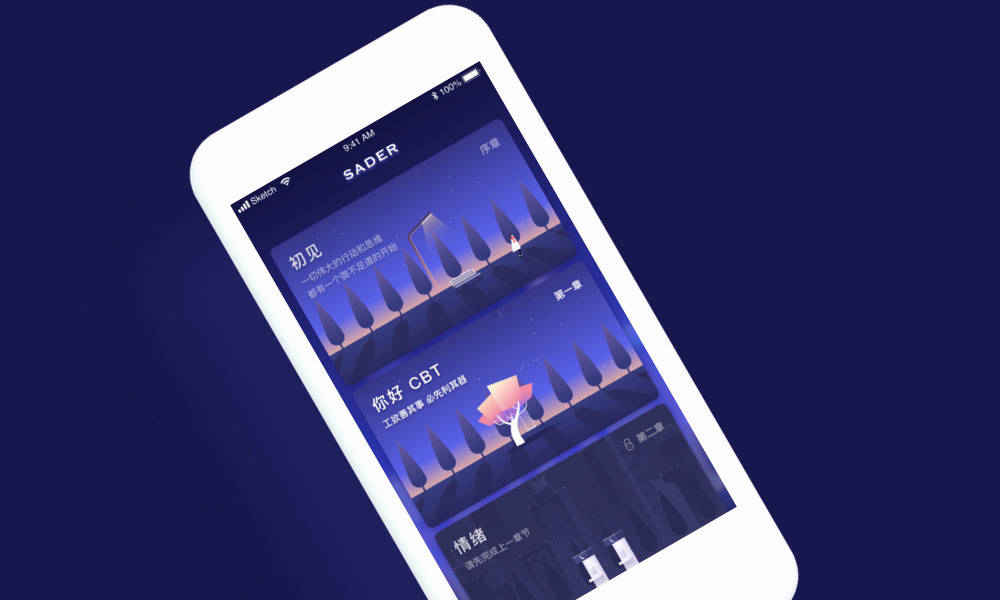 Sketch
9:41 AM
100%
SADER
序章
初见
一切伟大的行动和思维
都有一个微不足道的开始
第一章
你好 CBT
工欲善其事 必先利其器
第二章
情绪
请先完成上一章节